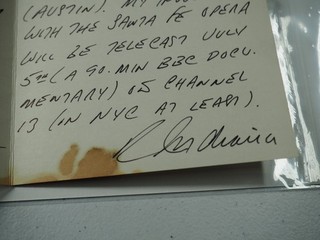 (AUSTIN). MY
WITH THE SANTA FE OPERA
WILL BE TELECAST JULY
5TH (A 90. MIN BBC DOCU-
MENTARY) ON CHANNEL
13 (IN NYC AT LEAST).
R Indiana